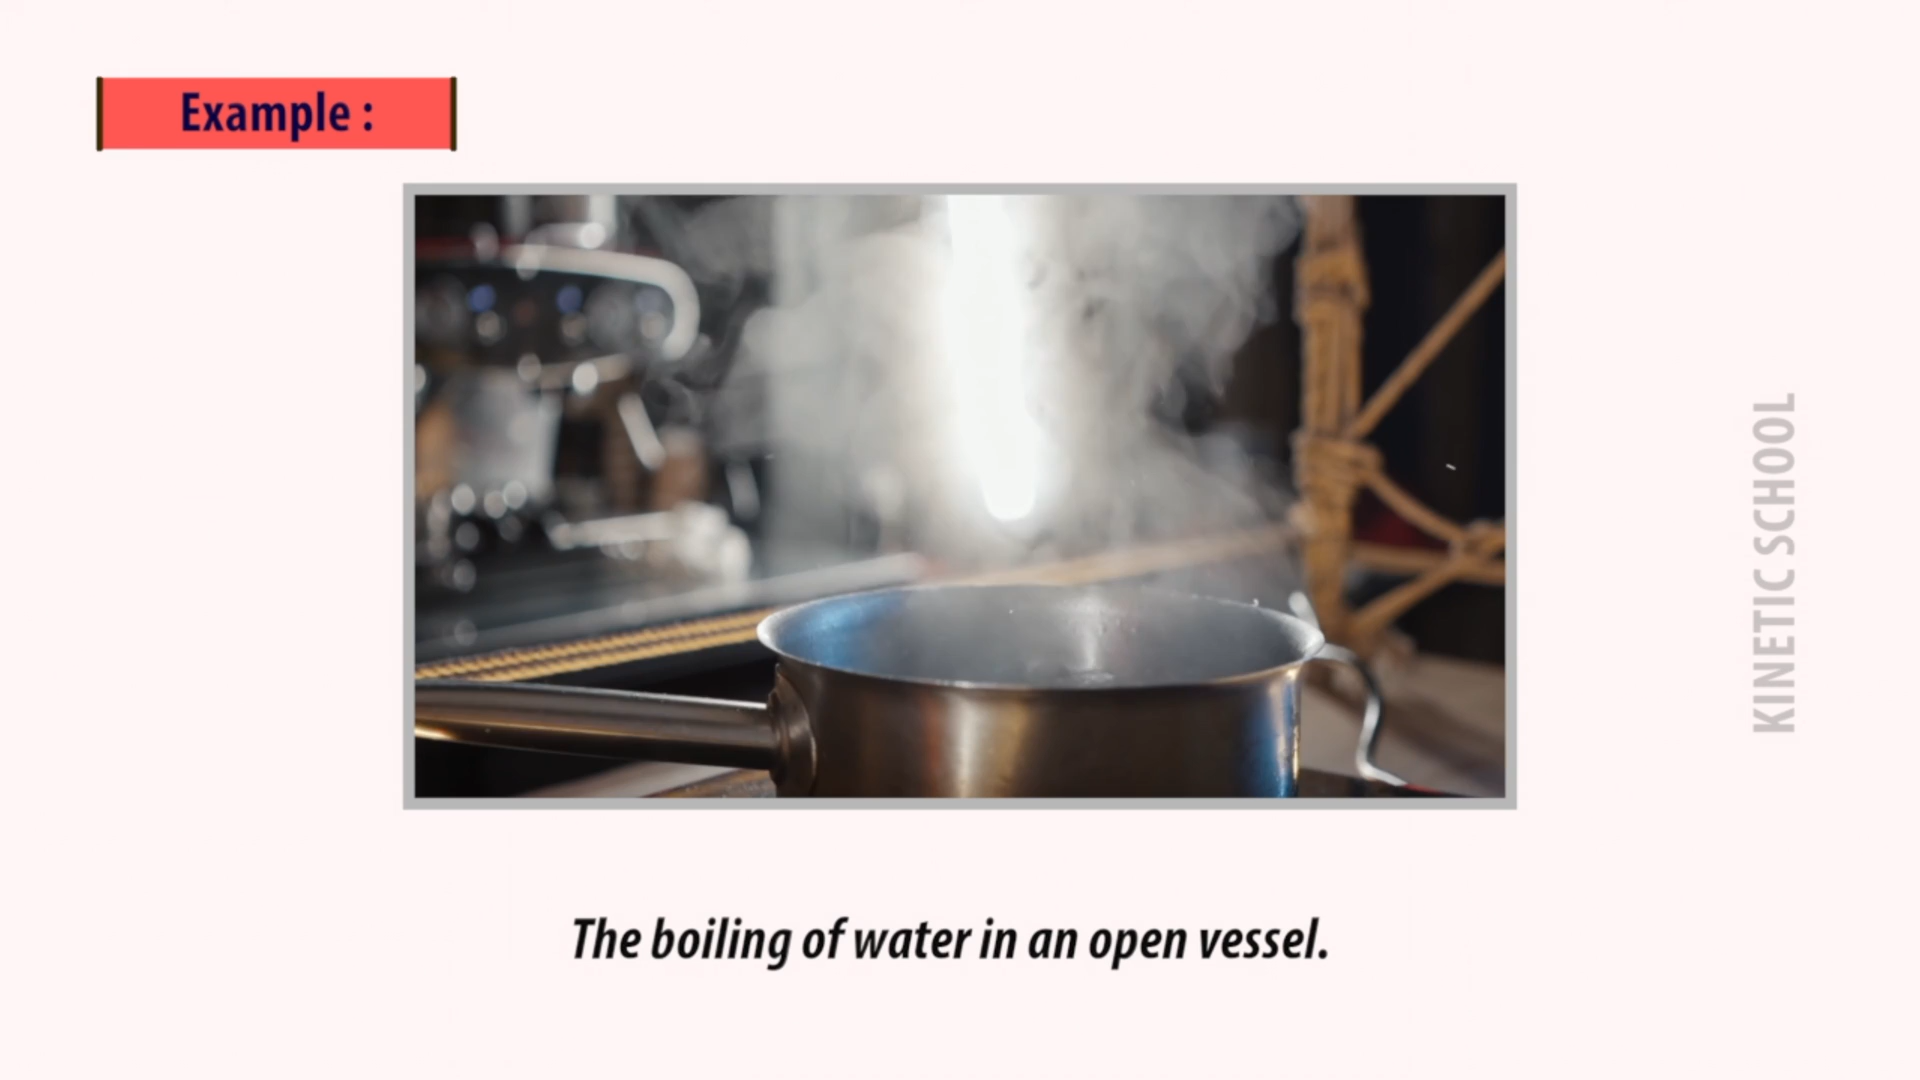 Example :
KINETIC SCHOOL
The boiling of water in an open vessel.